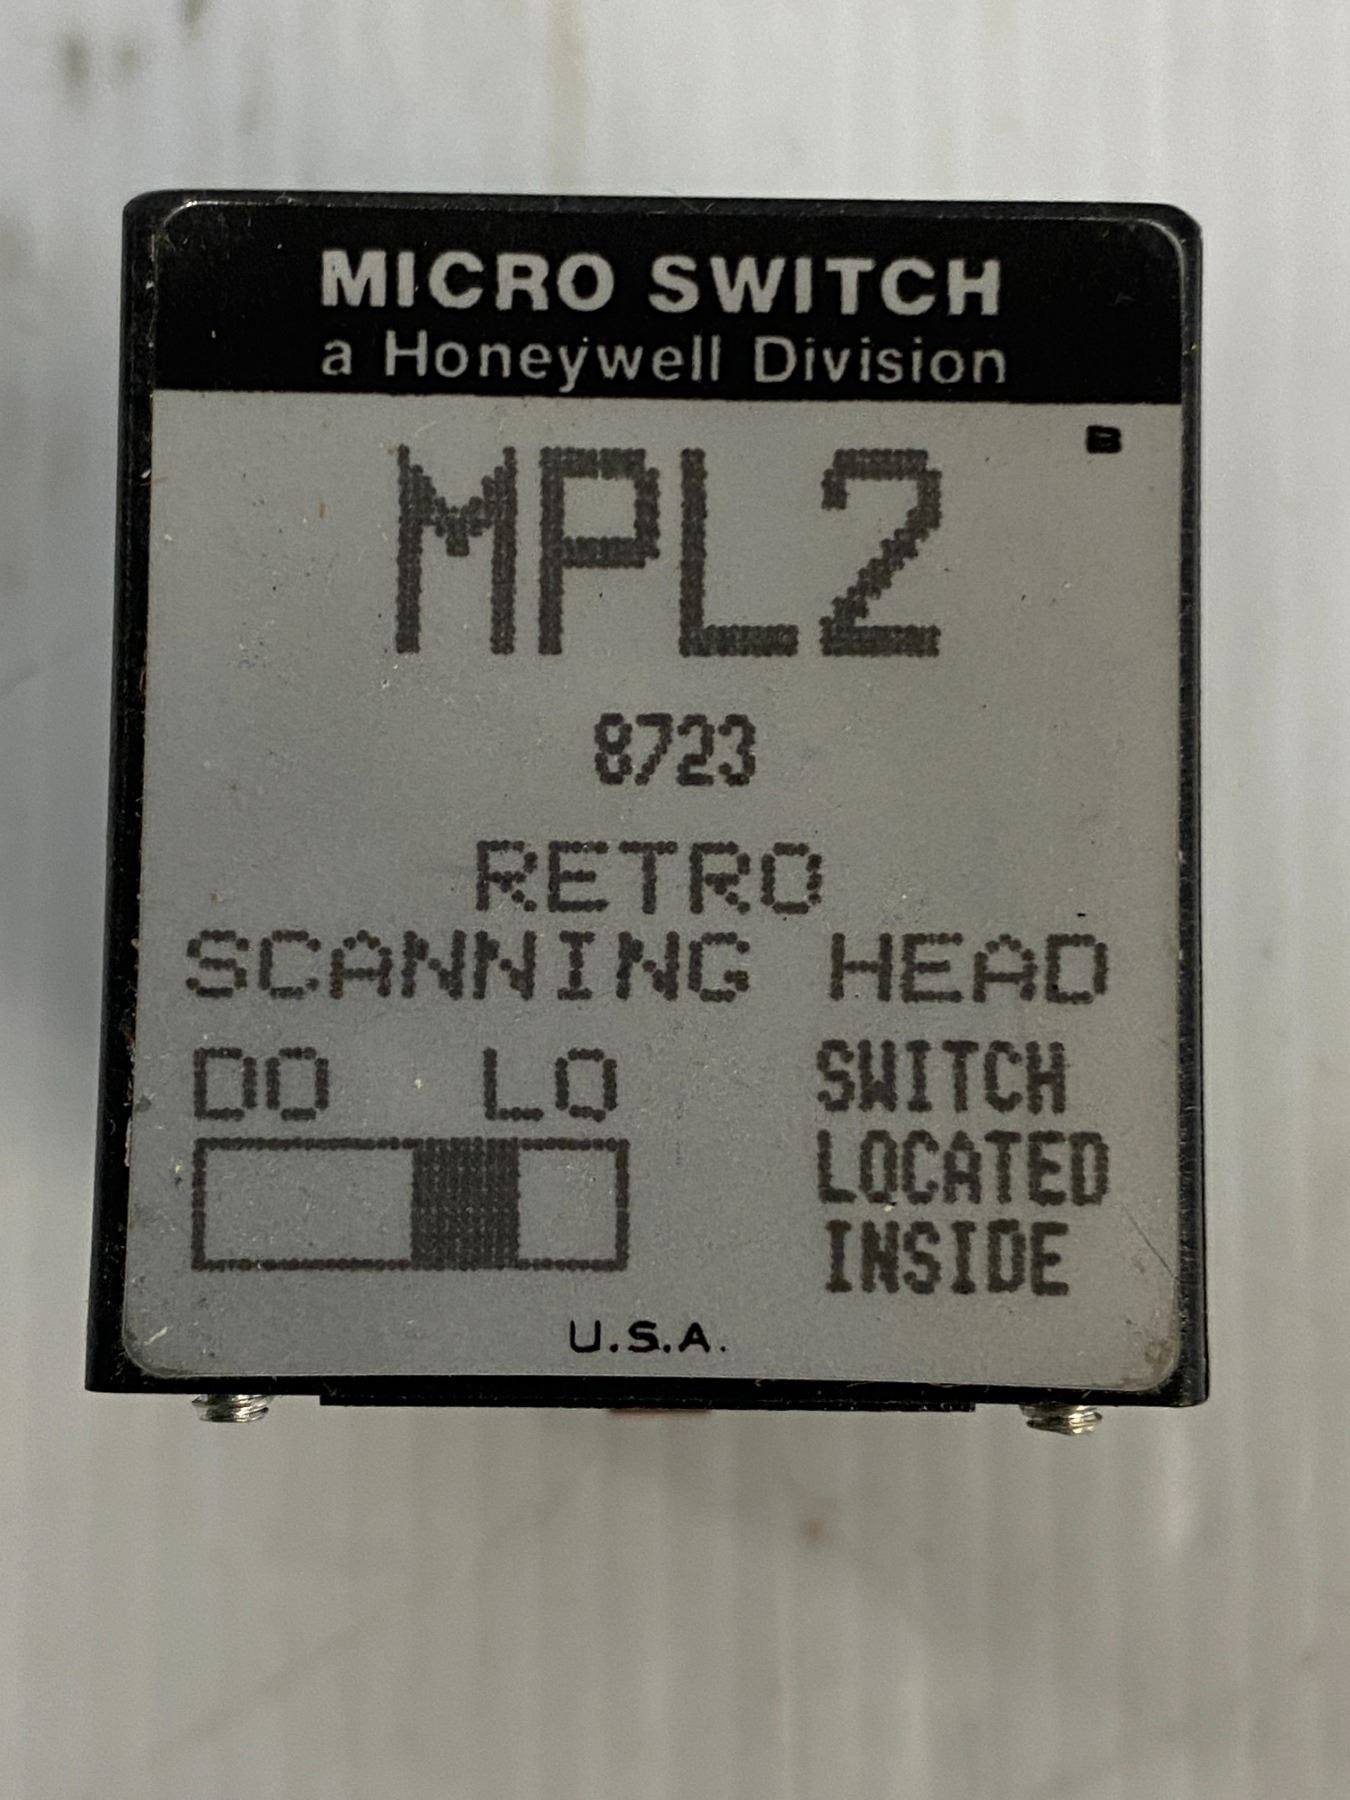 MICRO SWITCH
a Honeywell Division
B
MPL2
8723
RETRO
SCANNING HEAD
DO LO
SWITCH
LOCATED
INSIDE
U.S.A.